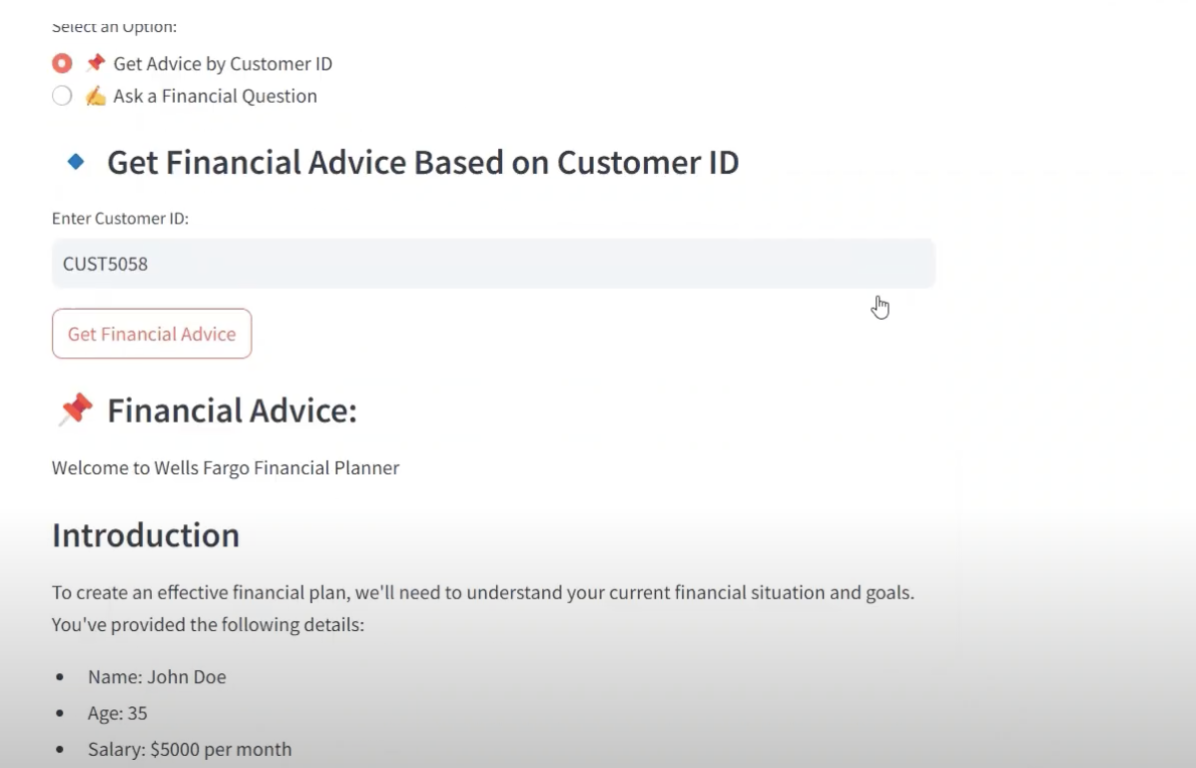 Select an Option:
Get Advice by Customer ID
Ask a Financial Question
Get Financial Advice Based on Customer ID
Enter Customer ID:
CUST5058
Get Financial Advice
Financial Advice:
Welcome to Wells Fargo Financial Planner
Introduction
To create an effective financial plan, we'll need to understand your current financial situation and goals.
You've provided the following details:
• Name: John Doe
• Age: 35
• Salary: $5000 per month